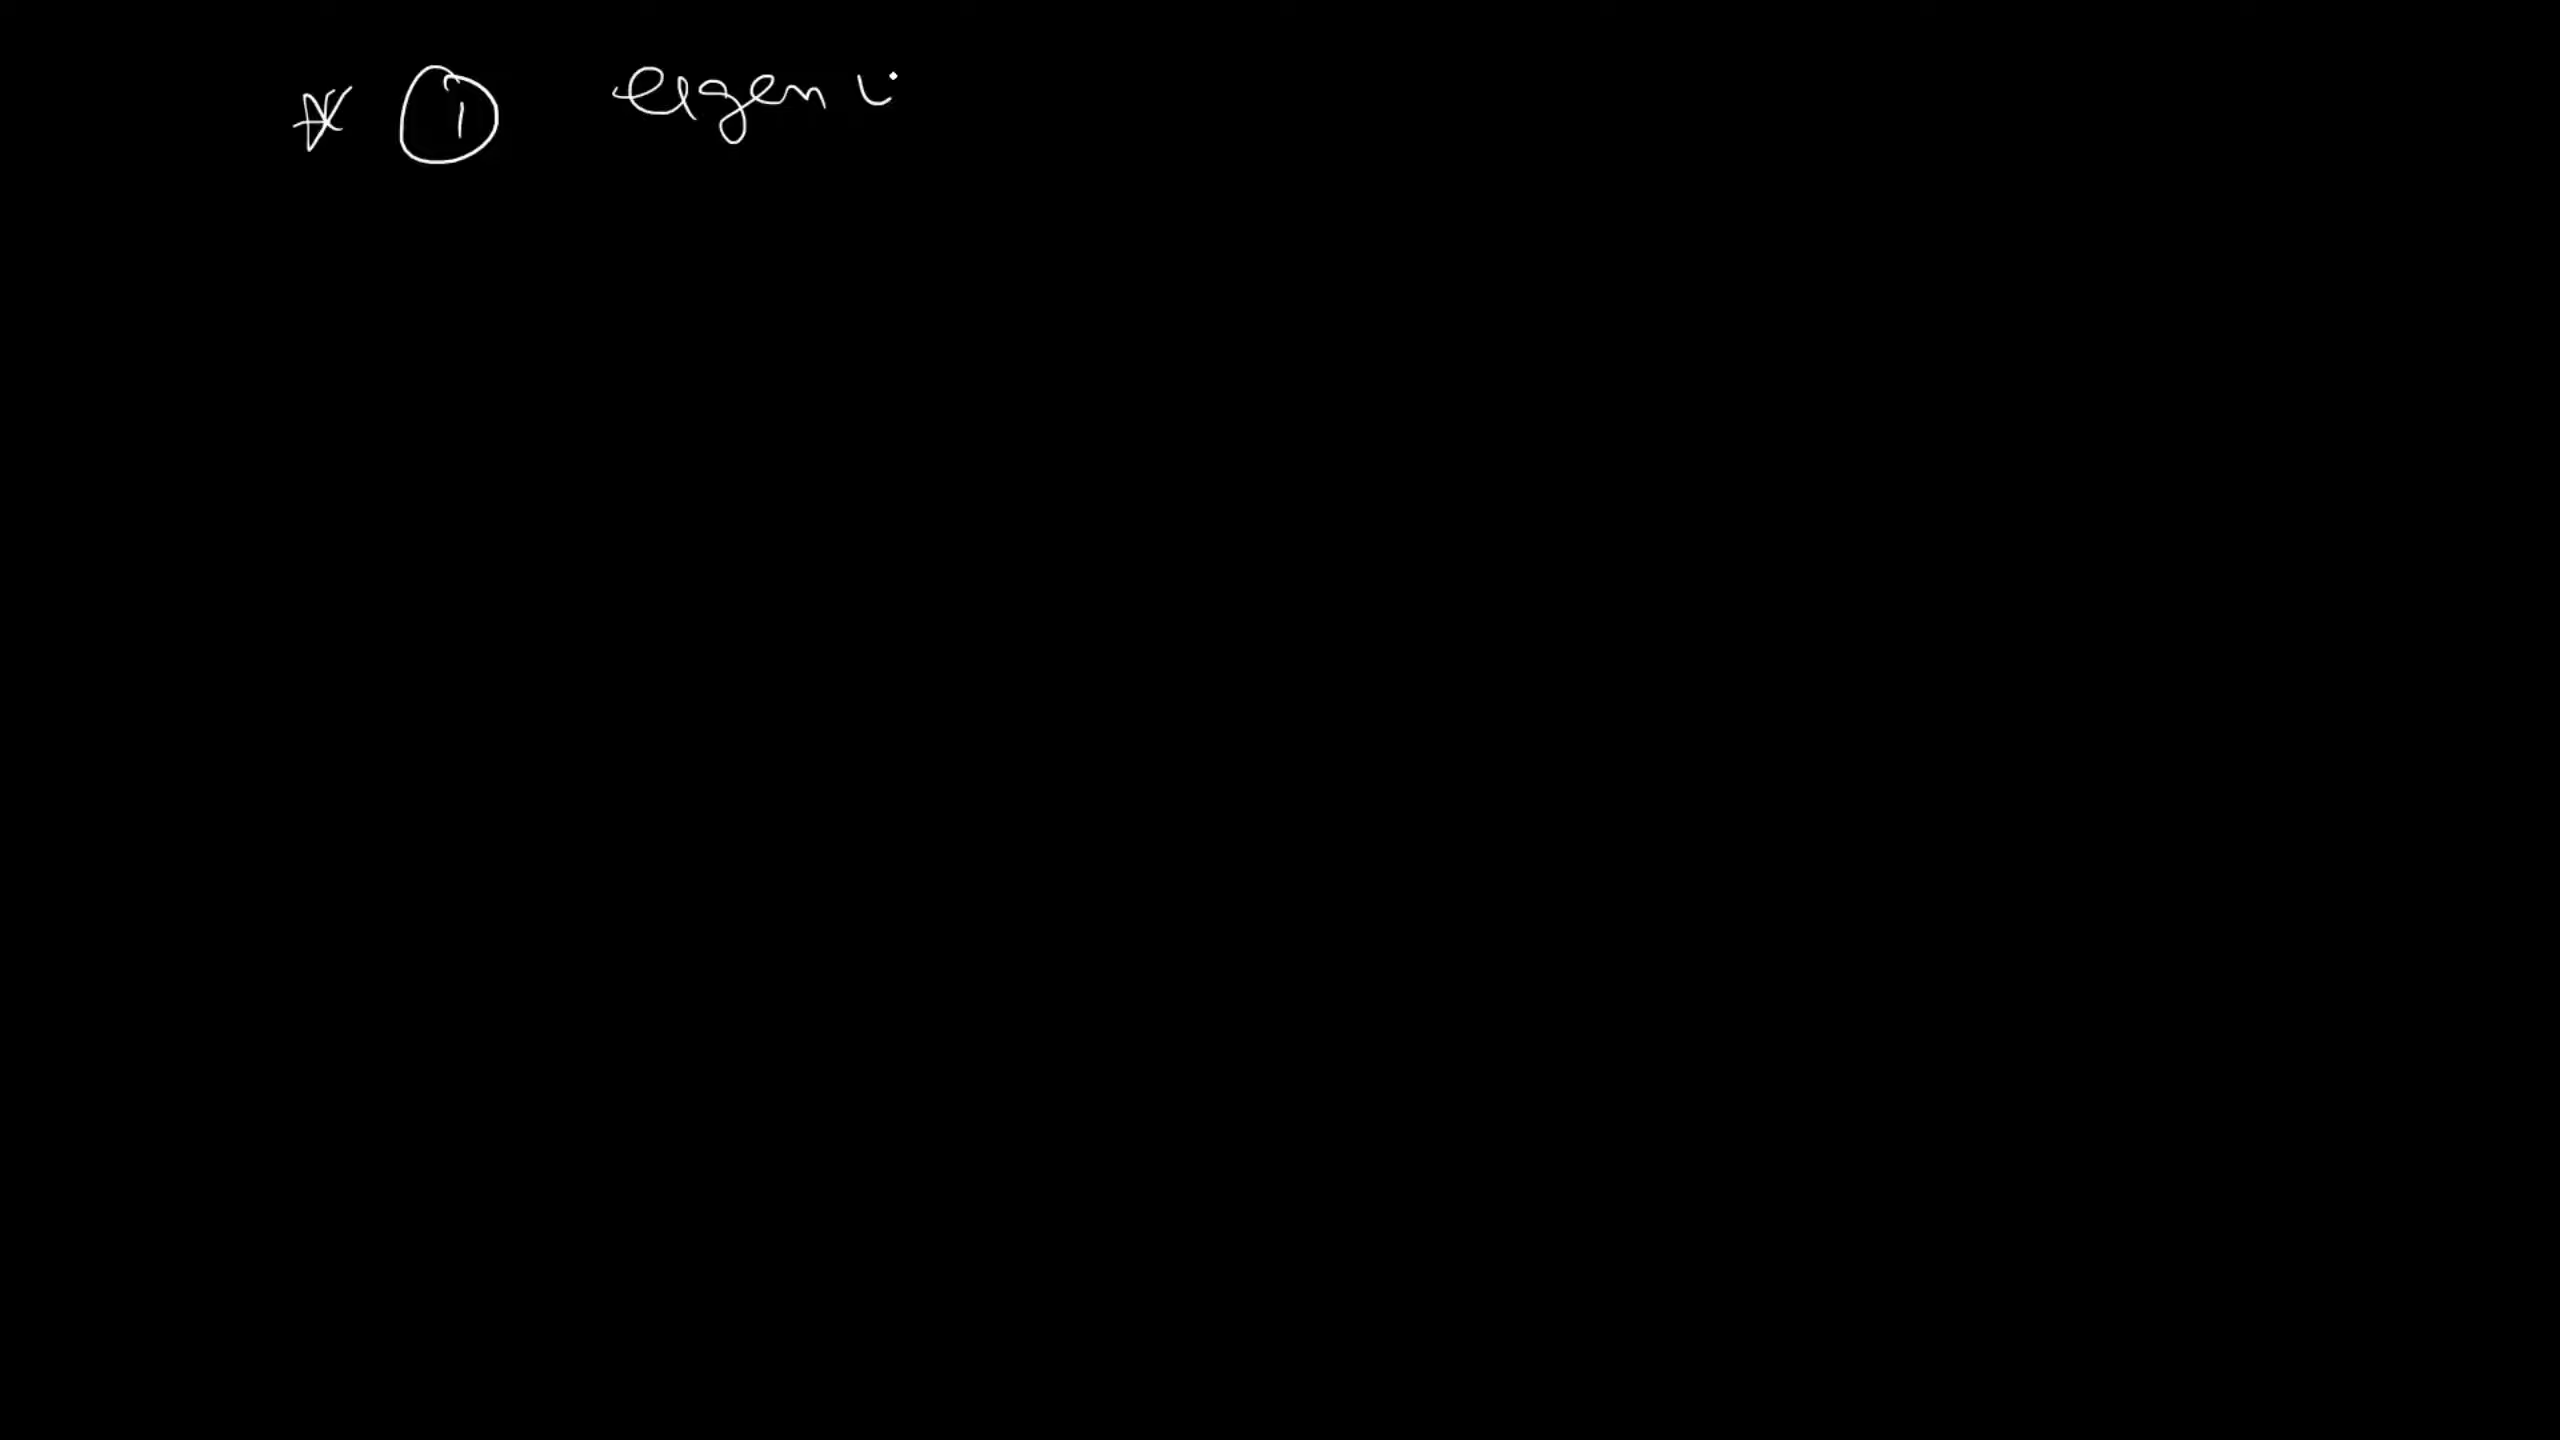 * ① eigen v